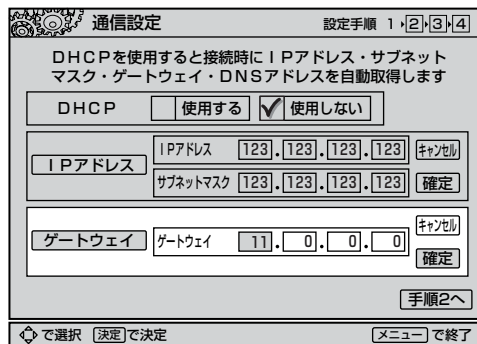 通信設定 設定手順 1 2 3 4
DHCPを使用すると接続時にIPアドレス・サブネット
マスク・ゲートウェイ・DNSアドレスを自動取得します
DHCP 使用する 使用しない
IPアドレス IPアドレス 123.123.123.123 キャンセル
サブネットマスク 123.123.123.123 確定
ゲートウェイ ゲートウェイ 11.0.0.0 キャンセル
確定
手順2へ
で選択 決定で決定 メニューで終了